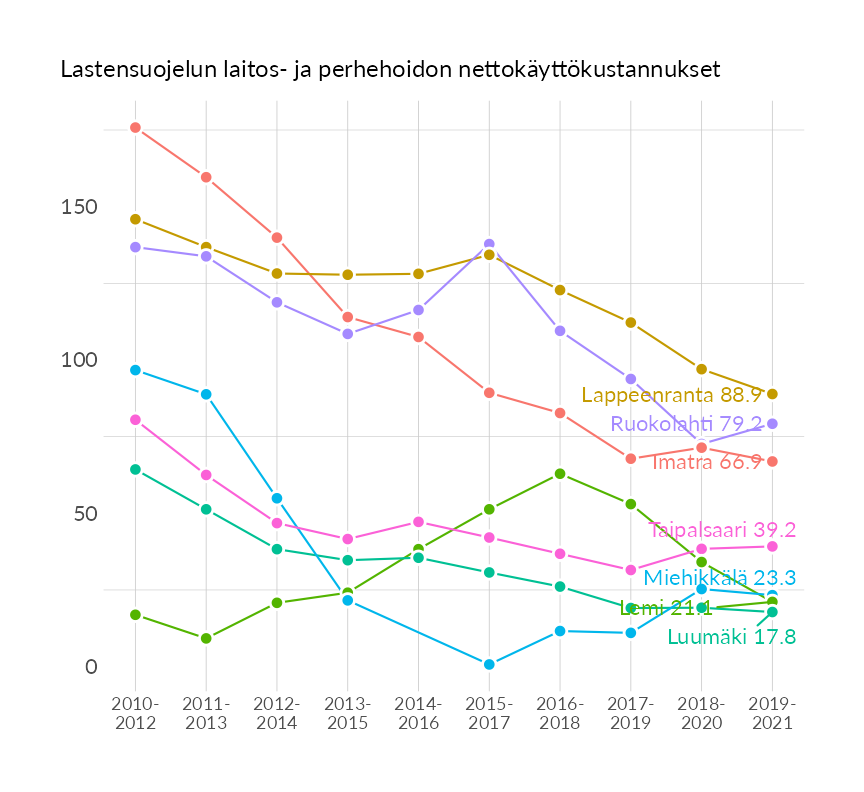 Lastensuojelun laitos- ja perhehoidon nettokäyttökustannukset
150
100
50
0
Lappeenranta 88.9
Ruokolahti 79.2
Imatra 66.9
Taipalsaari 39.2
Miehikkälä 23.3
Lemi 21.1
Luumäki 17.8
2010- 2011- 2012- 2013- 2014- 2015- 2016- 2017- 2018- 2019-
2012 2013 2014 2015 2016 2017 2018 2019 2020 2021